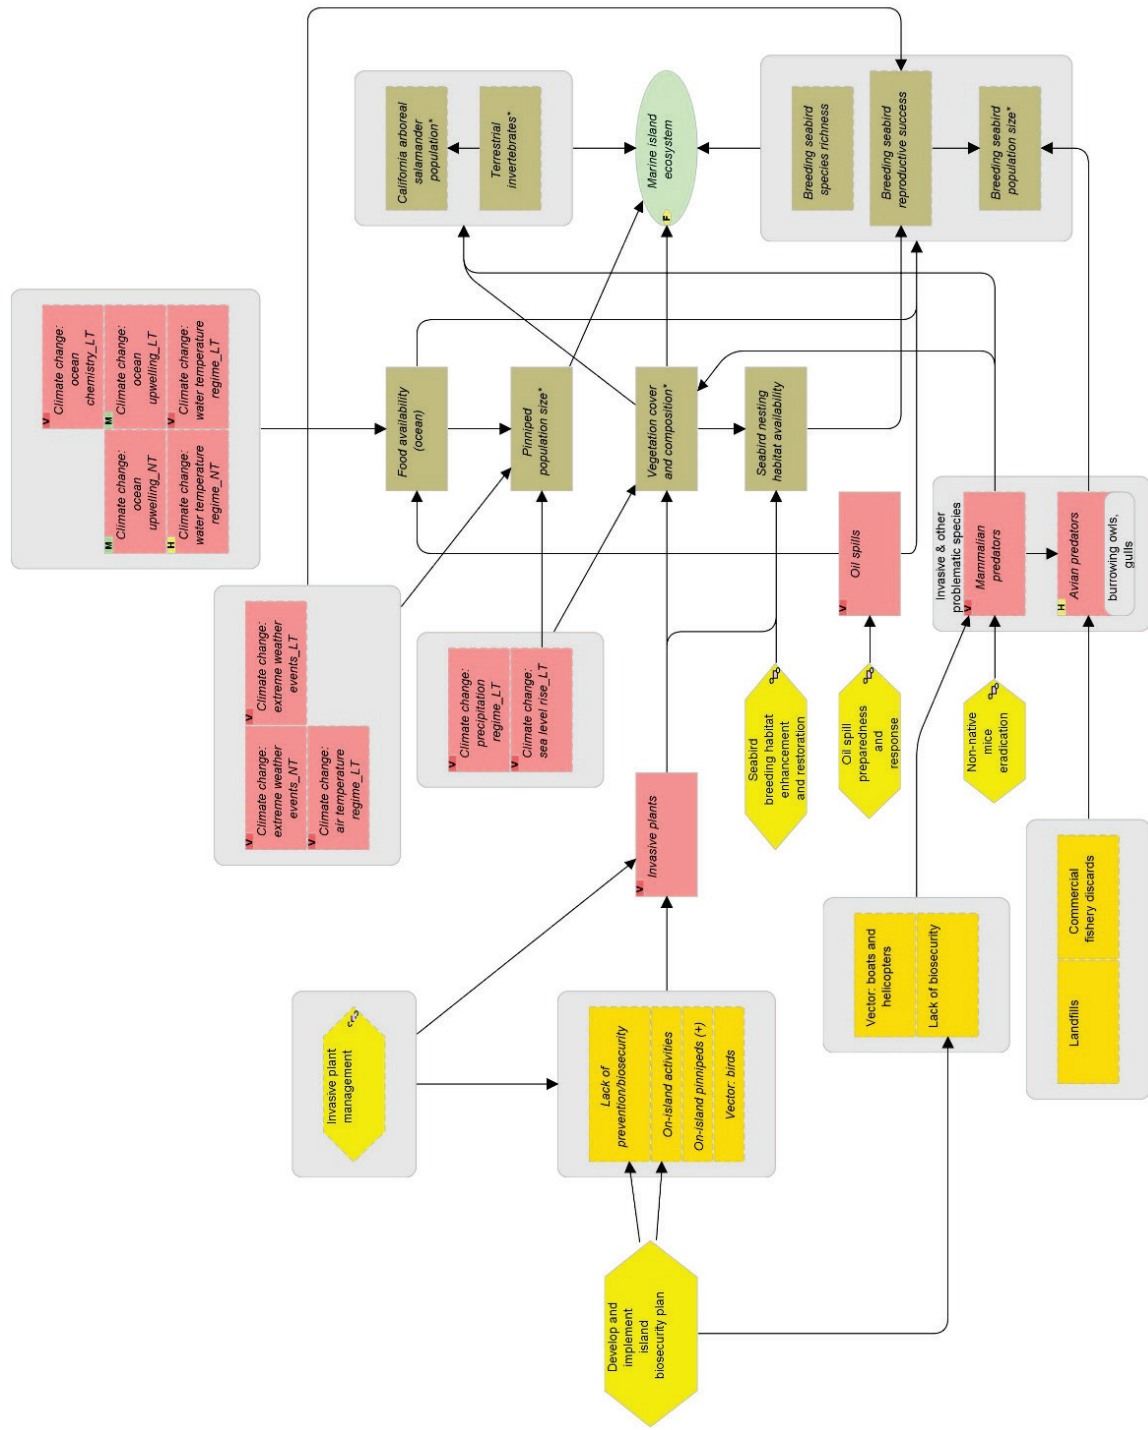 Develop and
implement
island
biosecurity plan
Invasive plant
management
Lack of
prevention/biosecurity
On-island activities
On-island pinnipeds (+)
Vector: birds
Vector: boats and
helicopters
Lack of biosecurity
Landfills
Commercial
fishery discards
V
Invasive plants
Seabird
breeding habitat
enhancement
and restoration
Oil spill
preparedness
and
response
Non-native
mice
eradication
V
Climate change:
extreme weather
events_NT
V
Climate change:
extreme weather
events_LT
V
Climate change:
air temperature
regime_LT
V
Climate change:
precipitation
regime_LT
V
Climate change:
sea level rise_LT
V
Oil spills
Invasive & other
problematic species
V
Mammalian
predators
H
Avian predators
burrowing owls,
gulls
V
Climate change:
ocean
chemistry_LT
M
Climate change:
ocean
upwelling_NT
M
Climate change:
ocean
upwelling_LT
H
Climate change:
water temperature
regime_NT
V
Climate change:
water temperature
regime_LT
Food availability
(ocean)
Pinniped
population size*
Vegetation cover
and composition*
Seabird nesting
habitat availability
California arboreal
salamander
population*
Terrestrial
invertebrates*
F
Marine island
ecosystem
Breeding seabird
species richness
Breeding seabird
reproductive success
Breeding seabird
population size*